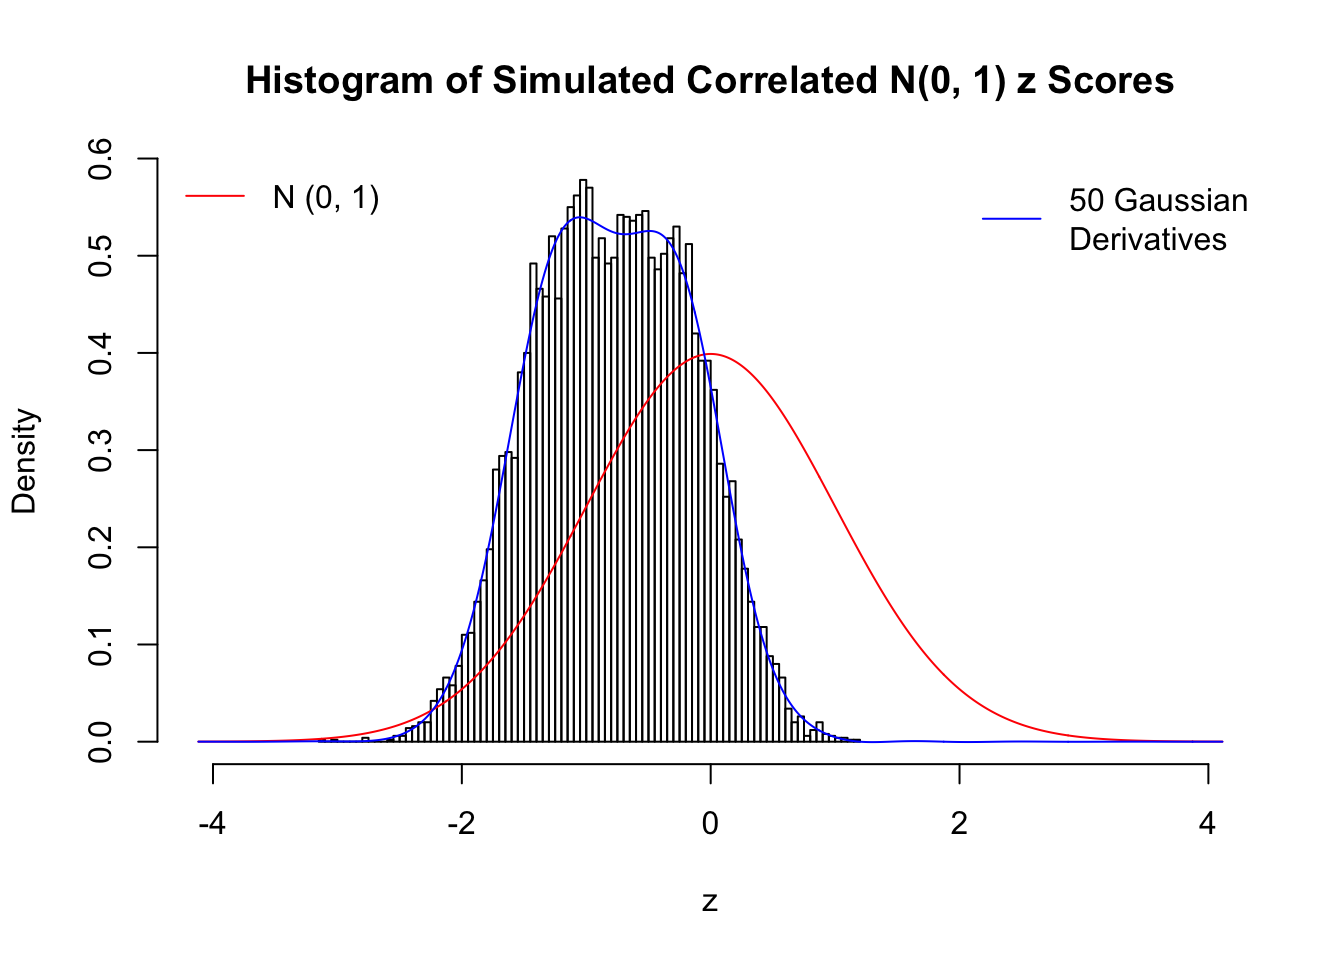 Histogram of Simulated Correlated N(0, 1) z Scores
N (0, 1)
50 Gaussian
Derivatives
Density
0.6
0.5
0.4
0.3
0.2
0.1
0.0
-4
-2
0
2
4
z